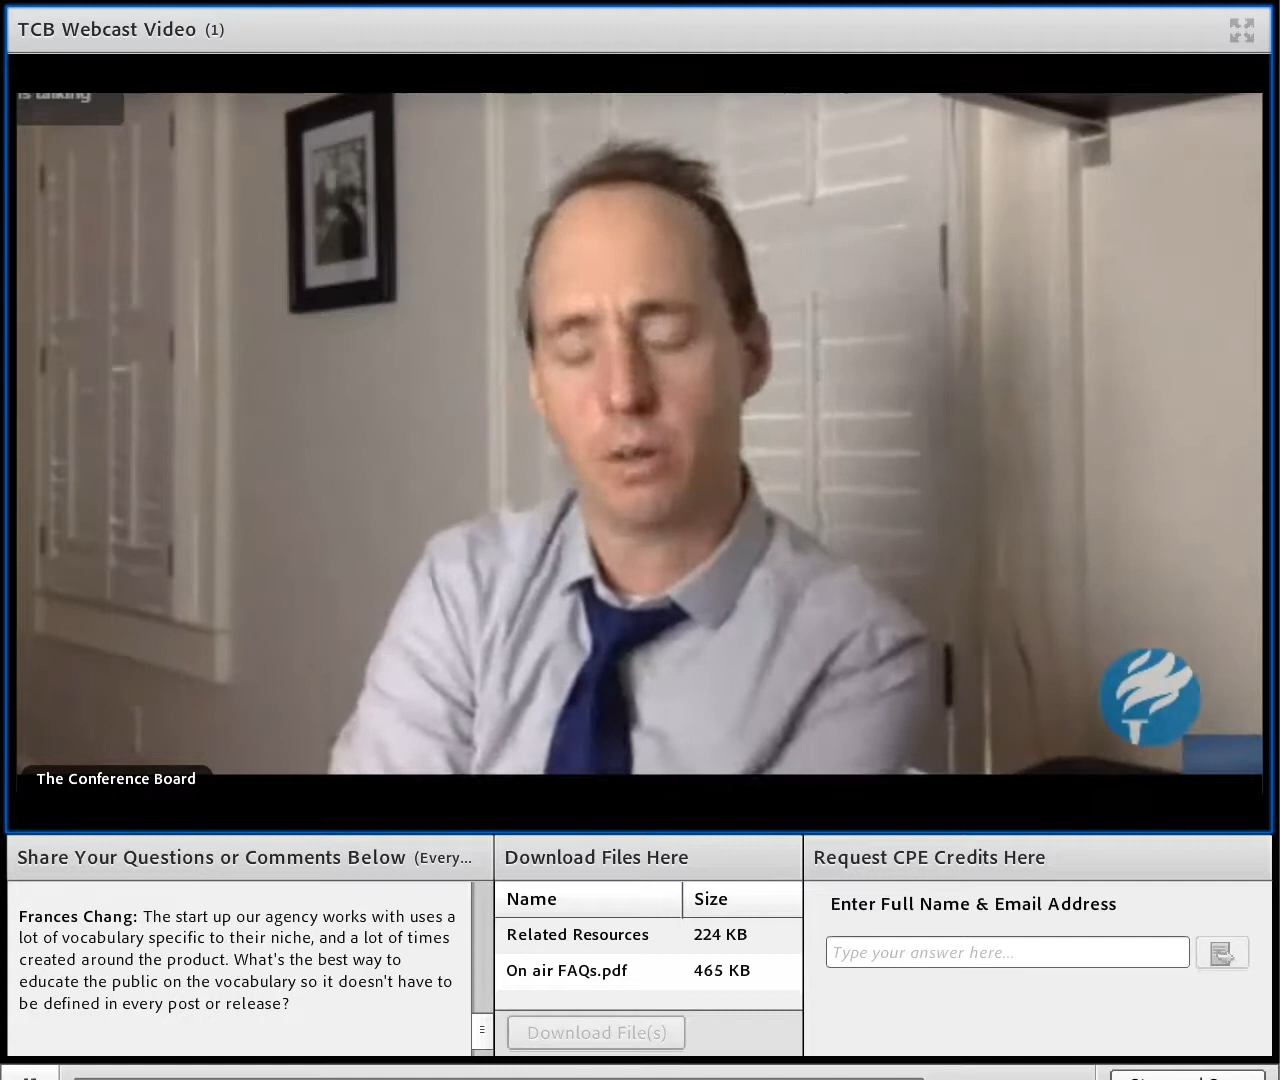 TCB Webcast Video (1)
is talking
The Conference Board
Share Your Questions or Comments Below (Every...
Frances Chang: The start up our agency works with uses a
lot of vocabulary specific to their niche, and a lot of times
created around the product. What's the best way to
educate the public on the vocabulary so it doesn't have to
be defined in every post or release?
Download Files Here
Name Size
Related Resources 224 KB
On air FAQs.pdf 465 KB
Download File(s)
Request CPE Credits Here
Enter Full Name & Email Address
Type your answer here...